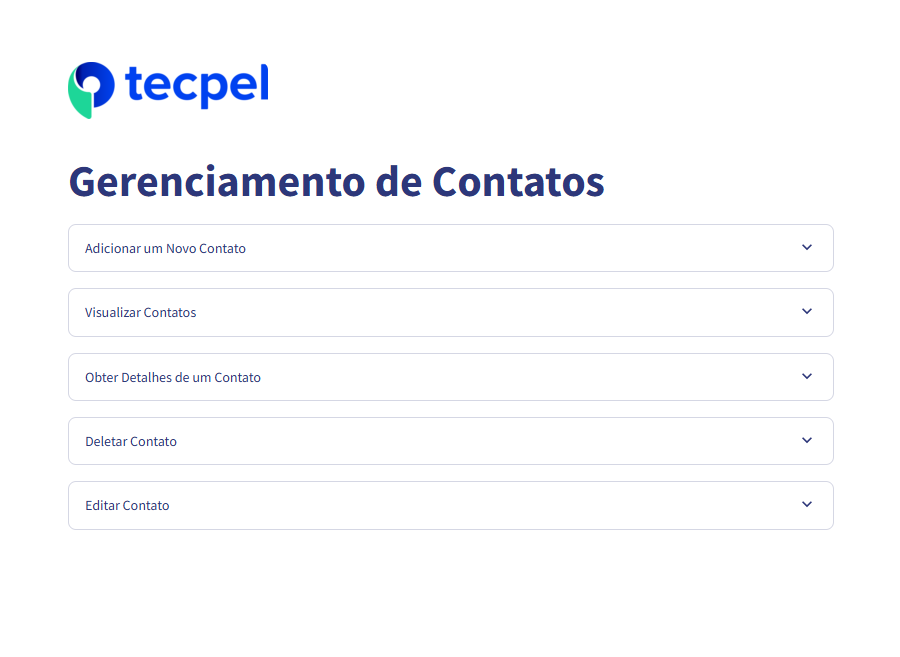 tecpel
Gerenciamento de Contatos
Adicionar um Novo Contato
Visualizar Contatos
Obter Detalhes de um Contato
Deletar Contato
Editar Contato